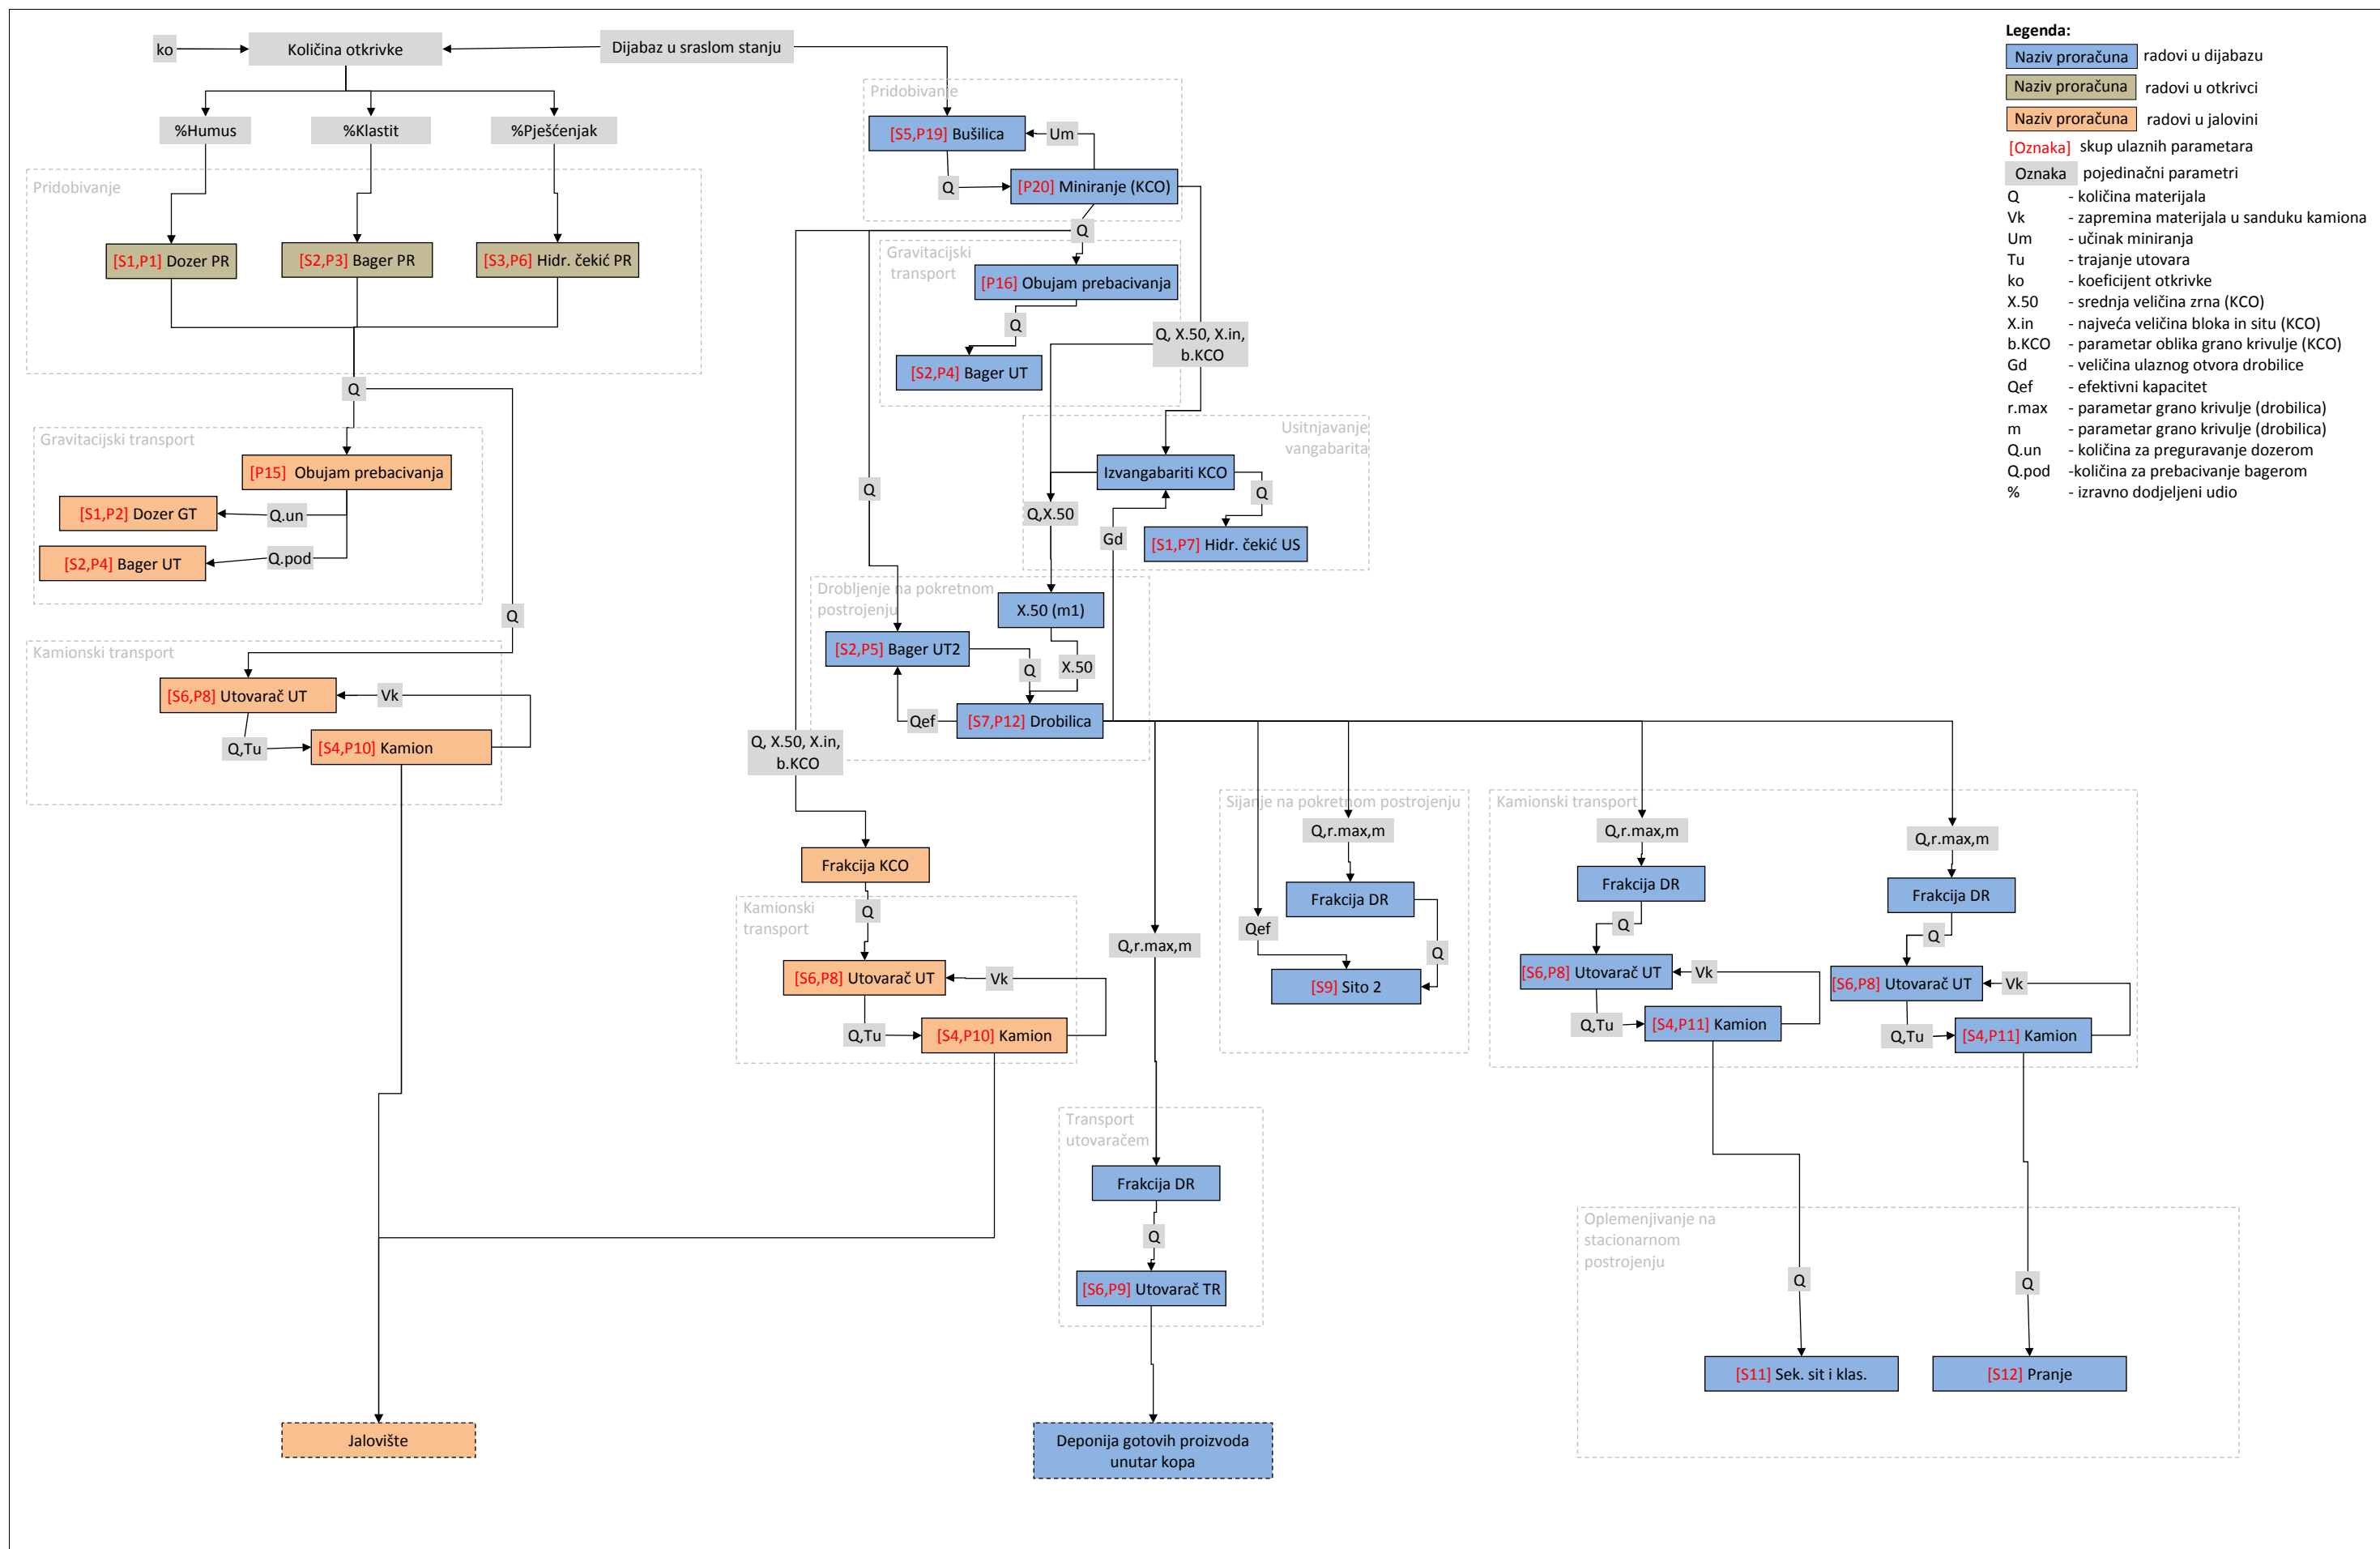 ko
Količina otkrivke
Dijabaz u sraslom stanju
%Humus
%Klastit
%Pješćenjak
Pridobivanje
[S1,P1] Dozer PR
[S2,P3] Bager PR
[S3,P6] Hidr. čekić PR
Q
Gravitacijski transport
[P15] Obujam prebacivanja
[S1,P2] Dozer GT
Q.un
[S2,P4] Bager UT
Q.pod
Q
Kamionski transport
[S6,P8] Utovarač UT
Vk
Q,Tu
[S4,P10] Kamion
Jalovište
Pridobivanje
[S5,P19] Bušilica
Um
Q
[P20] Miniranje (KCO)
Q
Gravitacijski
transport
[P16] Obujam prebacivanja
Q
[S2,P4] Bager UT
Q, X.50, X.in,
b.KCO
Usitnjavanje
vangabarita
Izvangabariti KCO
Q
Q
Q,X.50
Gd
[S1,P7] Hidr. čekić US
Drobljenje na pokretnom
postrojenju
X.50 (m1)
[S2,P5] Bager UT2
Q
X.50
Qef
[S7,P12] Drobilica
Q, X.50, X.in,
b.KCO
Frakcija KCO
Kamionski
transport
Q
[S6,P8] Utovarač UT
Vk
Q,Tu
[S4,P10] Kamion
Q,r.max,m
Transport
utovaračem
Frakcija DR
Q
[S6,P9] Utovarač TR
Deponija gotovih proizvoda
unutar kopa
Sijanje na pokretnom postrojenju
Q,r.max,m
Frakcija DR
Qef
Q
[S9] Sito 2
Kamionski transport
Q,r.max,m
Frakcija DR
Q
[S6,P8] Utovarač UT
Vk
Q,Tu
[S4,P11] Kamion
Q,r.max,m
Frakcija DR
Q
[S6,P8] Utovarač UT
Vk
Q,Tu
[S4,P11] Kamion
Oplemenjivanje na
stacionarnom
postrojenju
Q
Q
[S11] Sek. sit i klas.
[S12] Pranje
Legenda:
Naziv proračuna radovi u dijabazu
Naziv proračuna radovi u otkrivci
Naziv proračuna radovi u jalovini
[Oznaka] skup ulaznih parametara
Oznaka pojedinačni parametri
Q - količina materijala
Vk - zapremina materijala u sanduku kamiona
Um - učinak miniranja
Tu - trajanje utovara
ko - koeficijent otkrivke
X.50 - srednja veličina zrna (KCO)
X.in - najveća veličina bloka in situ (KCO)
b.KCO - parametar oblika grano krivulje (KCO)
Gd - veličina ulaznog otvora drobilice
Qef - efektivni kapacitet
r.max - parametar grano krivulje (drobilica)
m - parametar grano krivulje (drobilica)
Q.un - količina za preguravanje dozerom
Q.pod -količina za prebacivanje bagerom
% - izravno dodjeljeni udio